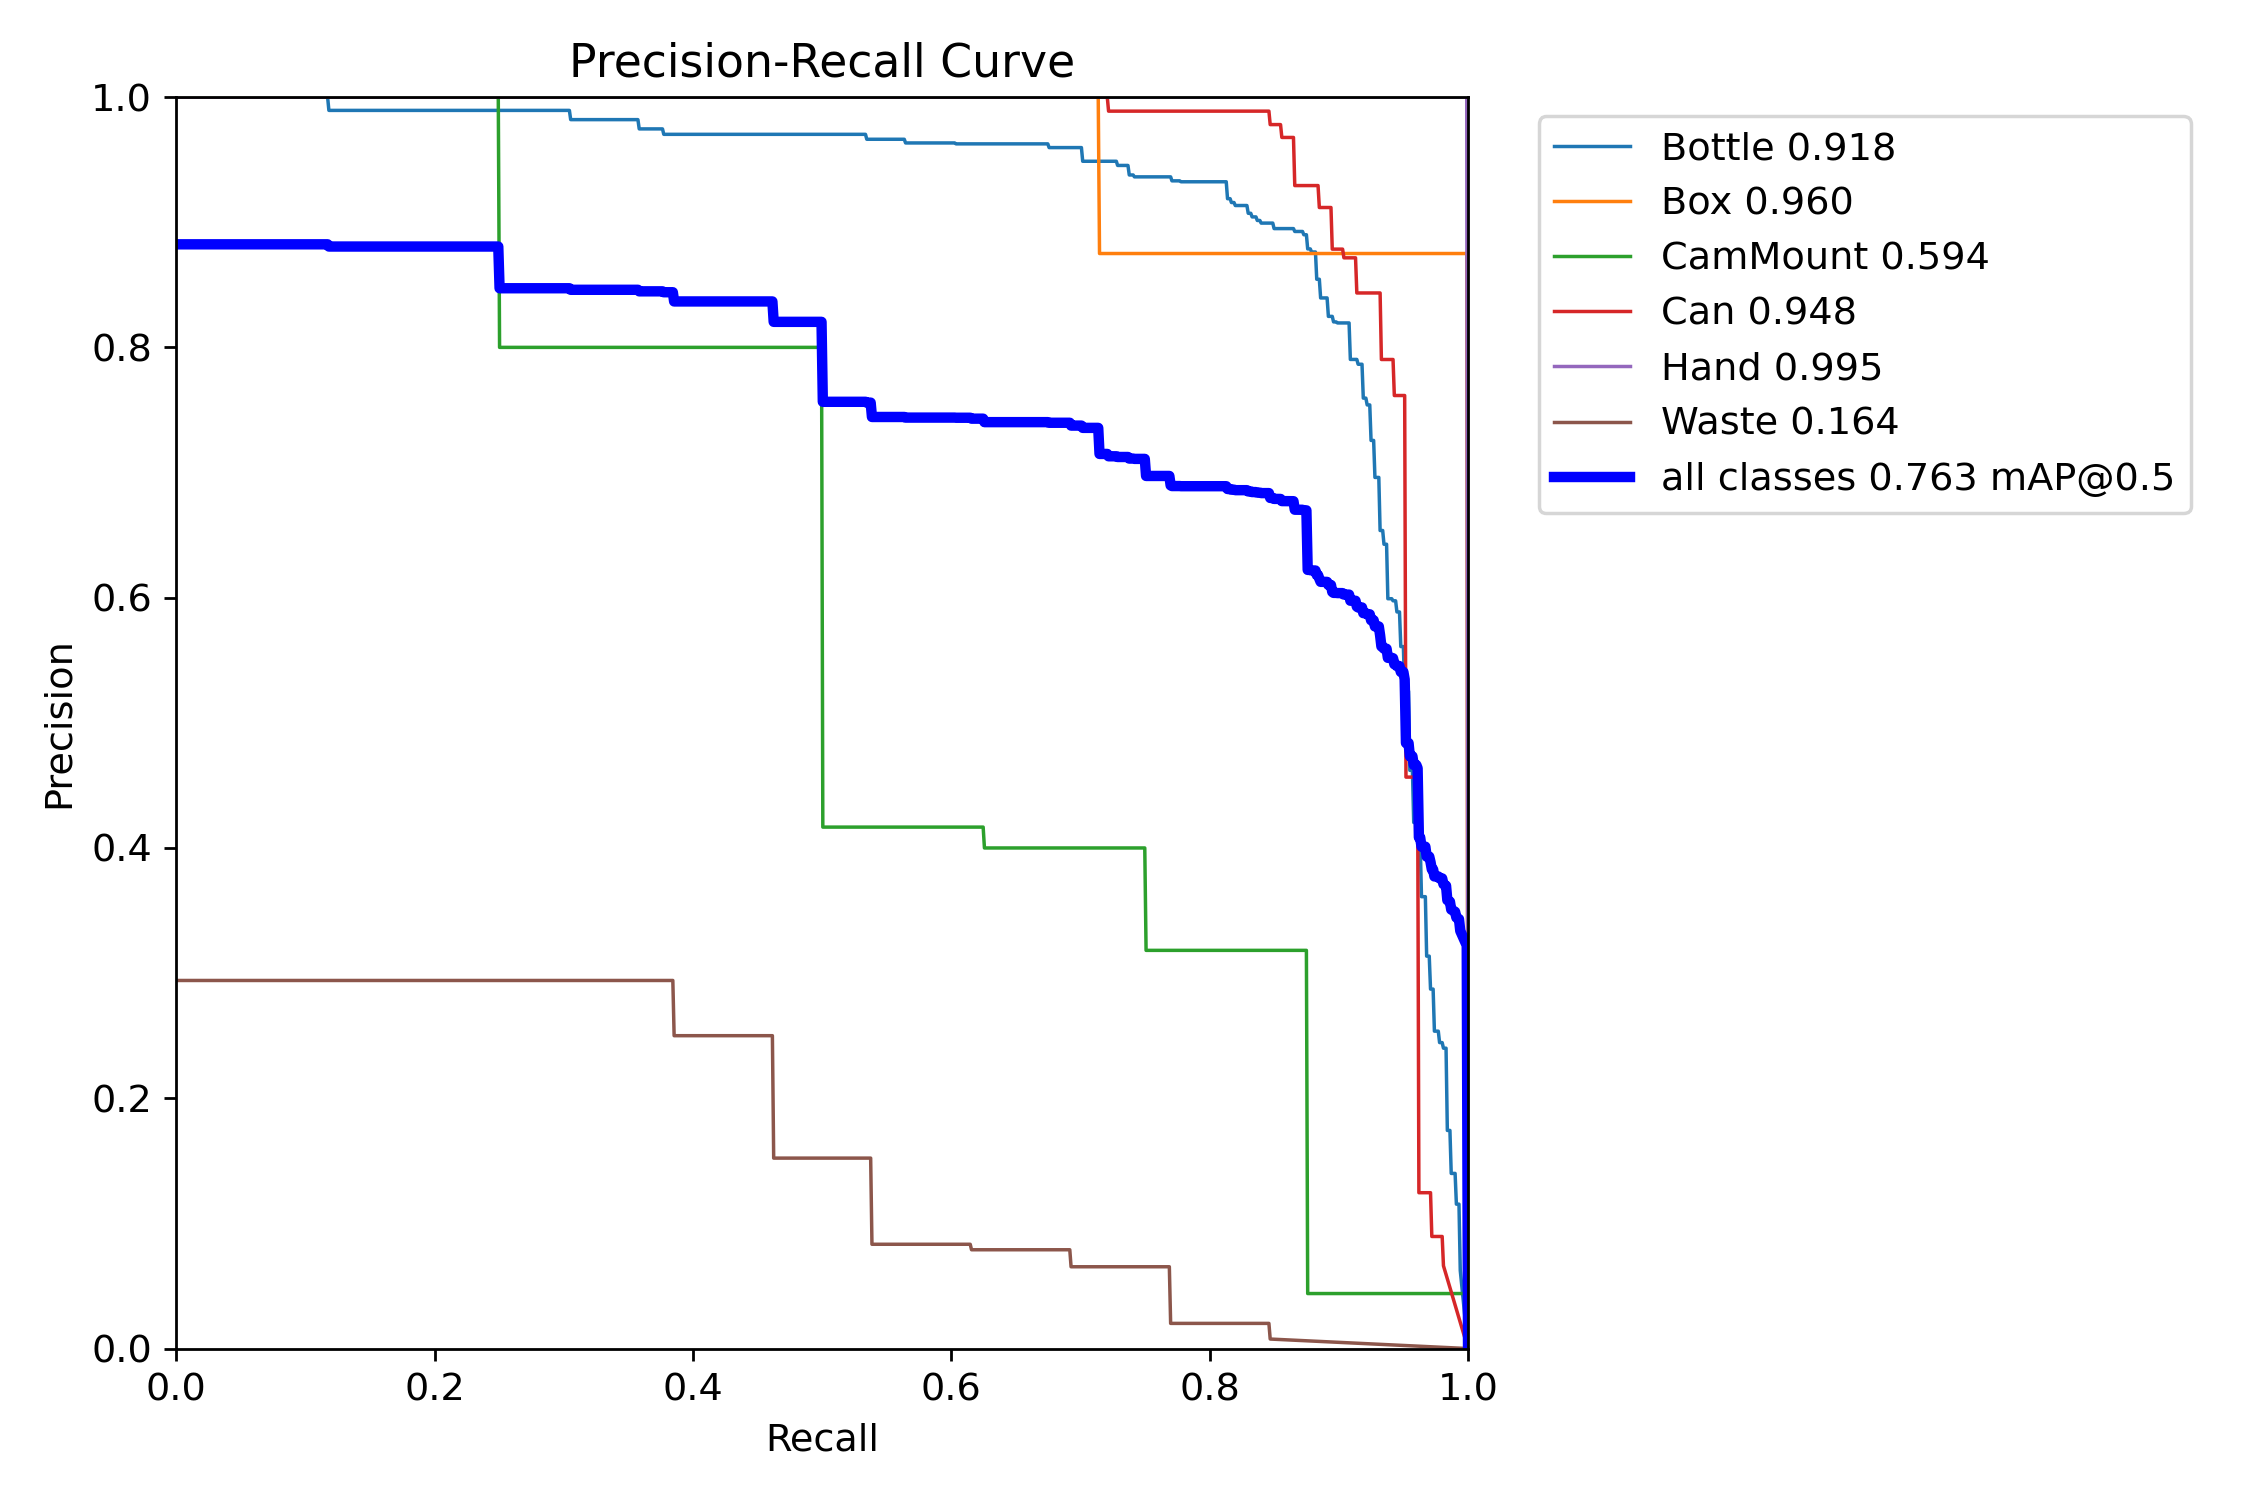 Precision-Recall Curve
1.0
0.8
0.6
0.4
0.2
0.0
Precision
0.0 0.2 0.4 0.6 0.8 1.0
Recall
Bottle 0.918
Box 0.960
CamMount 0.594
Can 0.948
Hand 0.995
Waste 0.164
all classes 0.763 mAP@0.5